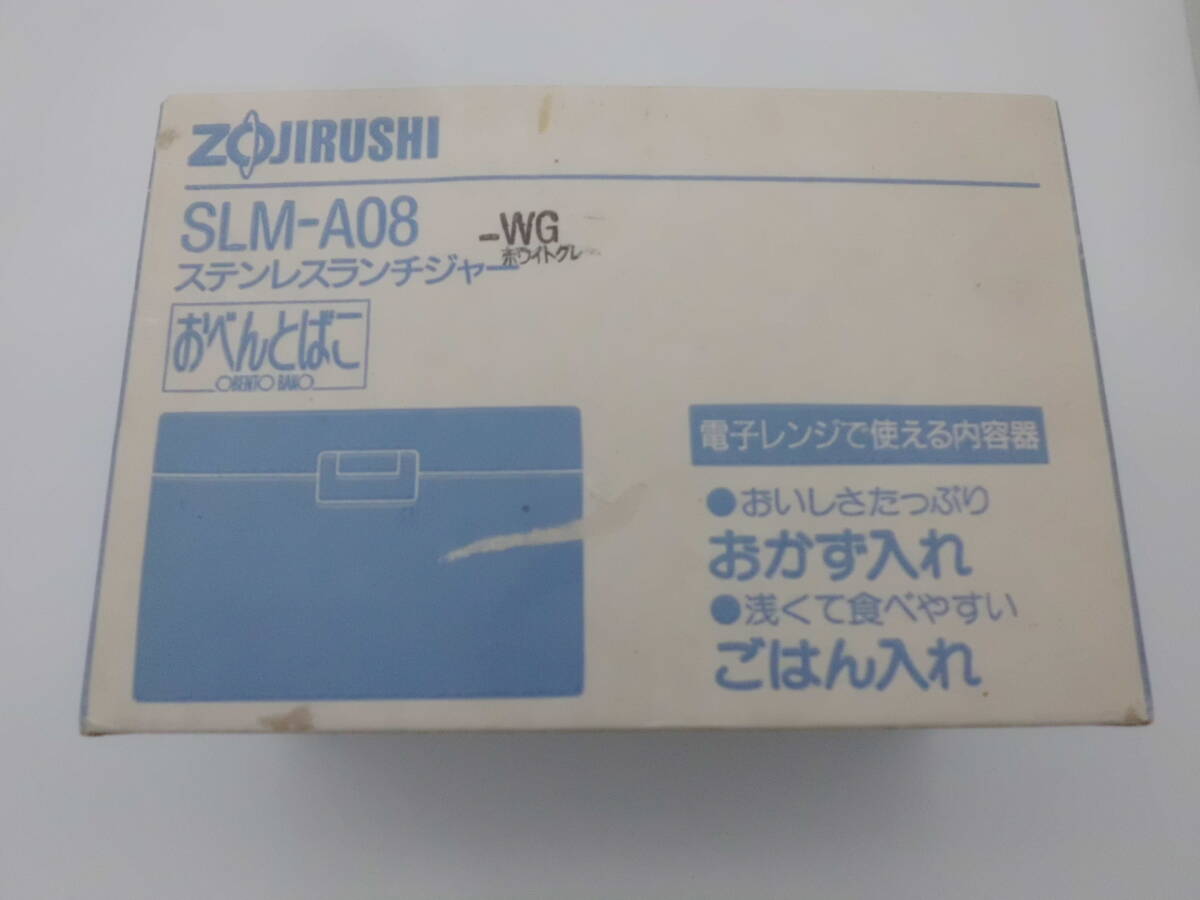 ZOJIRUSHI
SLM-A08 -WG
ホワイトグレ
ステンレスランチジャー
おべんとばこ
OBENTO BAKO
電子レンジで使える内容器
●おいしさたっぷり
おかず入れ
●浅くて食べやすい
ごはん入れ